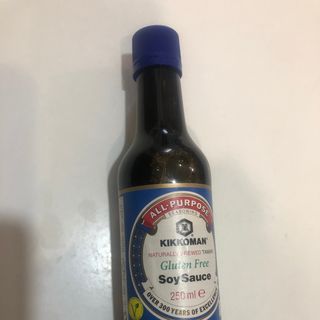 ALL-PURPOSE
SEASONING
KIKKOMAN
NATURALLY BREWED TAMARI
Gluten Free
Soy Sauce
250 ml e
OVER 300 YEARS OF EXCELLENCE